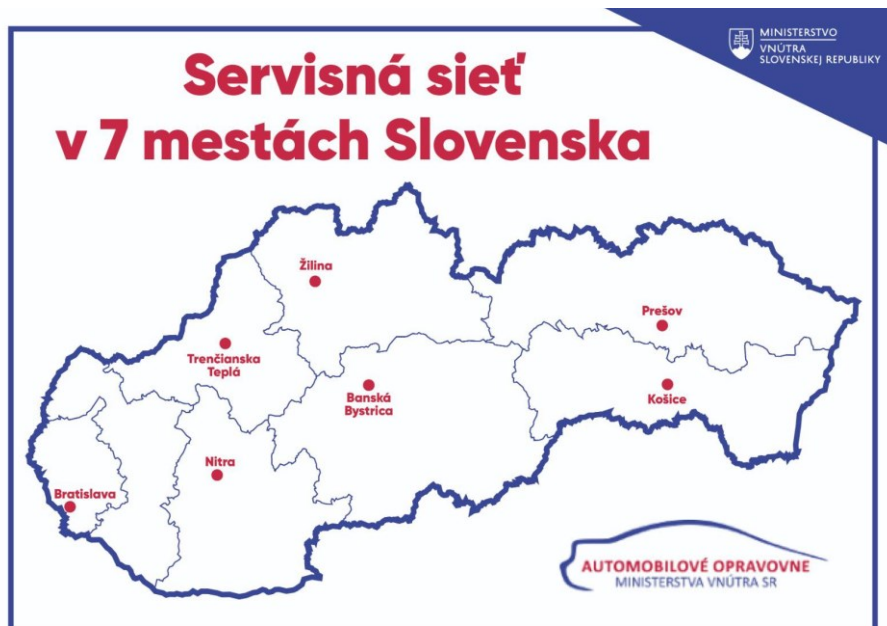 MINISTERSTVO
VNÚTRA
SLOVENSKEJ REPUBLIKY
Servisná sieť
v 7 mestách Slovenska
Žilina
Prešov
Trenčianska
Teplá
Banská
Bystrica
Košice
Nitra
Bratislava
AUTOMOBILOVÉ OPRAVOVNE
MINISTERSTVA VNÚTRA SR